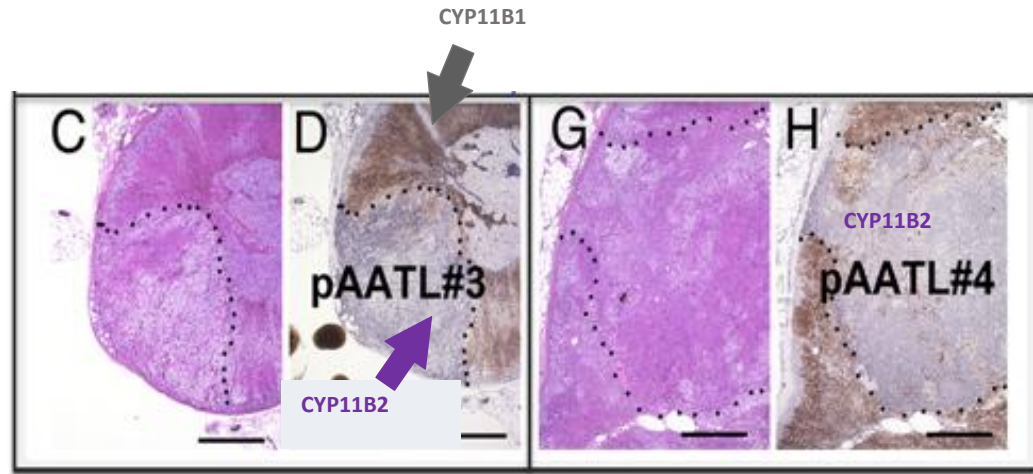 CYP11B1
C
D
G
H
CYP11B2
pAATL#3
pAATL#4
CYP11B2